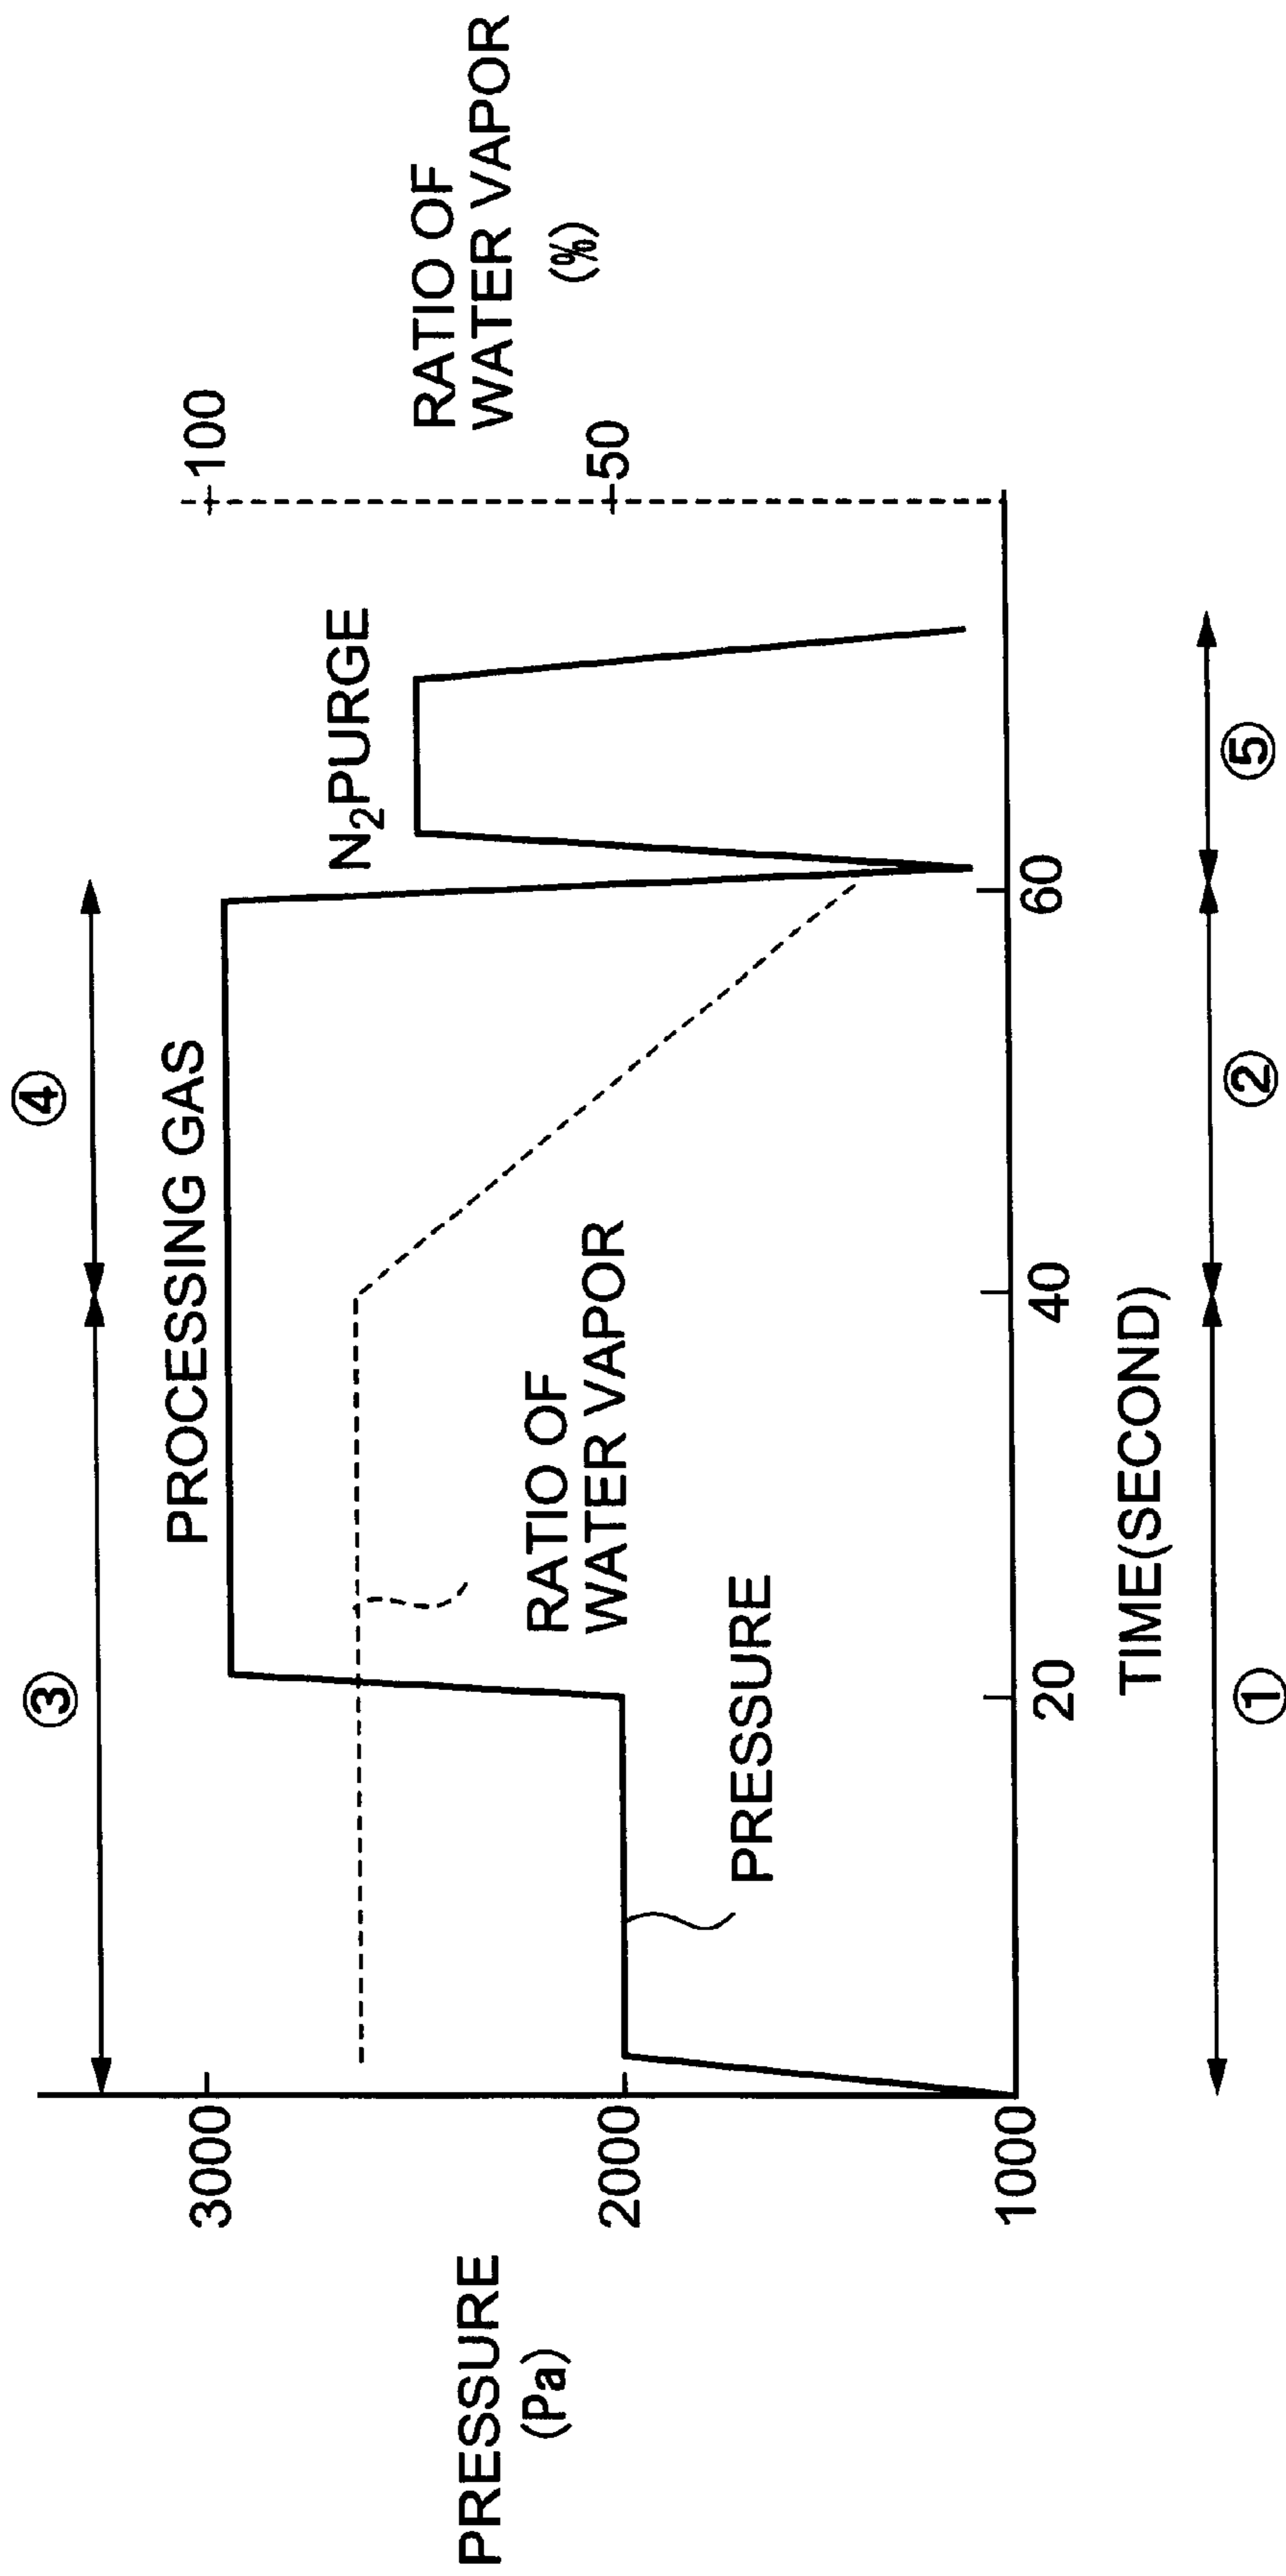 ③
④
PROCESSING GAS
N₂PURGE
RATIO OF
WATER VAPOR
(%)
100
50
PRESSURE
(Pa)
3000
2000
1000
RATIO OF
WATER VAPOR
PRESSURE
20
40
60
TIME(SECOND)
①
②
⑤